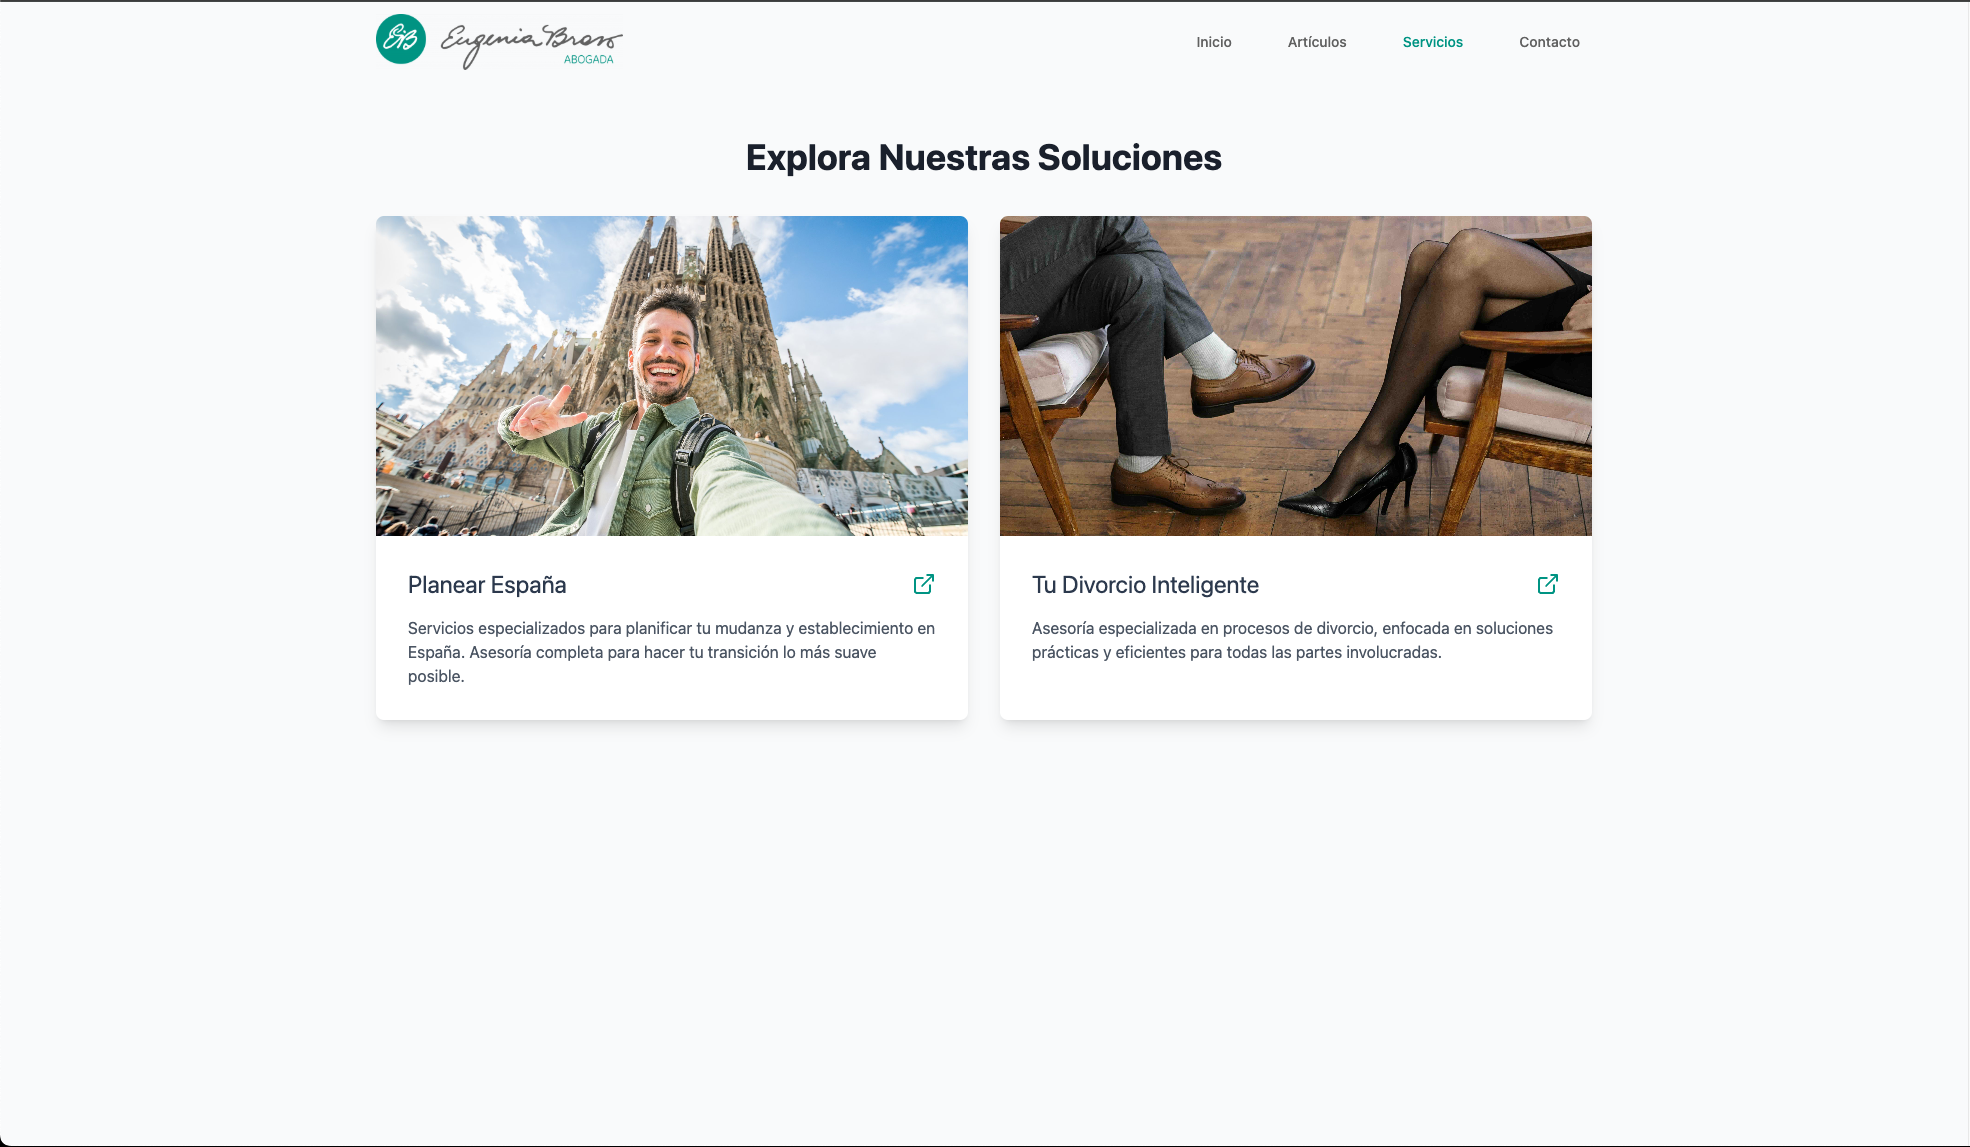 EB Eugenia Braso
ABOGADA
Inicio Artículos Servicios Contacto
Explora Nuestras Soluciones
Planear España
Servicios especializados para planificar tu mudanza y establecimiento en
España. Asesoría completa para hacer tu transición lo más suave
posible.
Tu Divorcio Inteligente
Asesoría especializada en procesos de divorcio, enfocada en soluciones
prácticas y eficientes para todas las partes involucradas.